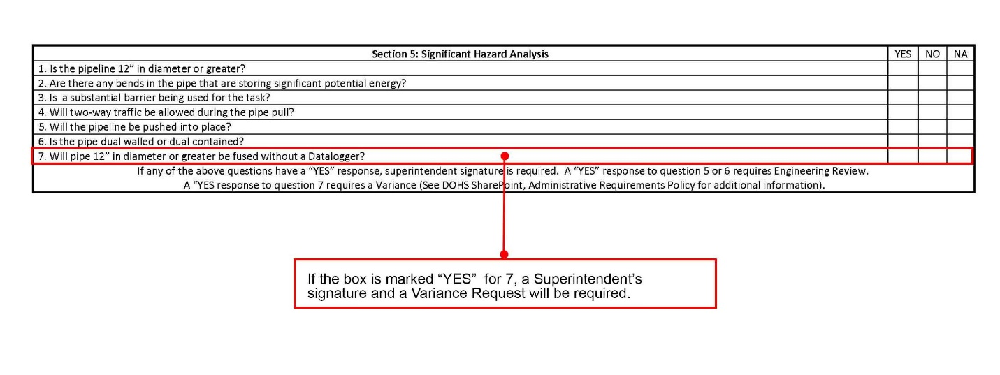 Section 5: Significant Hazard Analysis YES NO NA
1. Is the pipeline 12” in diameter or greater?
2. Are there any bends in the pipe that are storing significant potential energy?
3. Is  a substantial barrier being used for the task?
4. Will two-way traffic be allowed during the pipe pull?
5. Will the pipeline be pushed into place?
6. Is the pipe dual walled or dual contained?
7. Will pipe 12” in diameter or greater be fused without a Datalogger?
If any of the above questions have a “YES” response, superintendent signature is required.  A “YES” response to question 5 or 6 requires Engineering Review.
A “YES response to question 7 requires a Variance (See DOHS SharePoint, Administrative Requirements Policy for additional information).
If the box is marked “YES”  for 7, a Superintendent’s
signature and a Variance Request will be required.